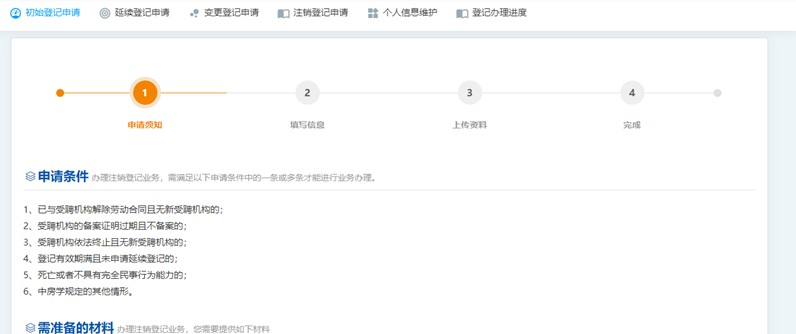 初始登记申请 延续登记申请 变更登记申请 注销登记申请 个人信息维护 登记办理进度
1 2 3 4
申请须知 填写信息 上传资料 完成
申请条件 办理注销登记业务，需满足以下申请条件中的一条或多条才能进行业务办理。
1、已与受聘机构解除劳动合同且无新受聘机构的；
2、受聘机构的备案证明过期且不备案的；
3、受聘机构依法终止且无新受聘机构的；
4、登记有效期满且未申请延续登记的；
5、死亡或者不具有完全民事行为能力的；
6、中房学规定的其他情形。
需准备的材料 办理注销登记业务，您需要提供如下材料